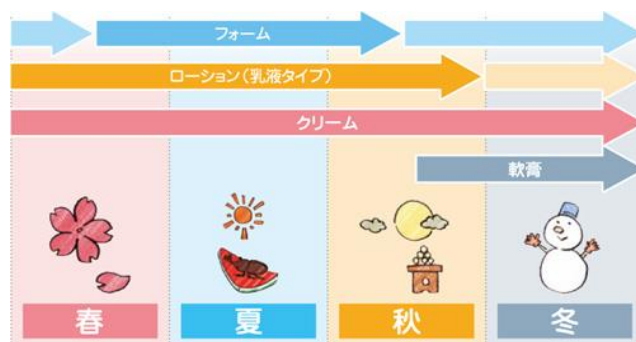 フォーム
ローション（乳液タイプ）
クリーム
軟膏
春 夏 秋 冬